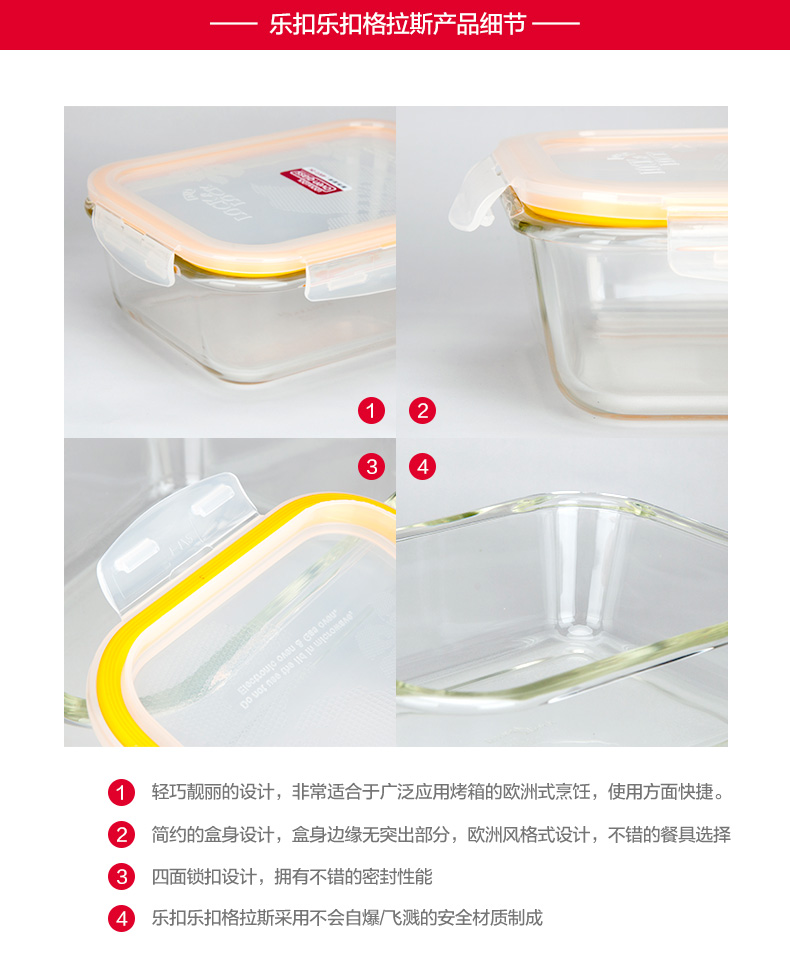 乐扣乐扣格拉斯产品细节
1
2
3
4
1 轻巧靓丽的设计，非常适合于广泛应用烤箱的欧洲式烹饪，使用方面快捷。
2 简约的盒身设计，盒身边缘无突出部分，欧洲风格式设计，不错的餐具选择
3 四面锁扣设计，拥有不错的密封性能
4 乐扣乐扣格拉斯采用不会自爆/飞溅的安全材质制成